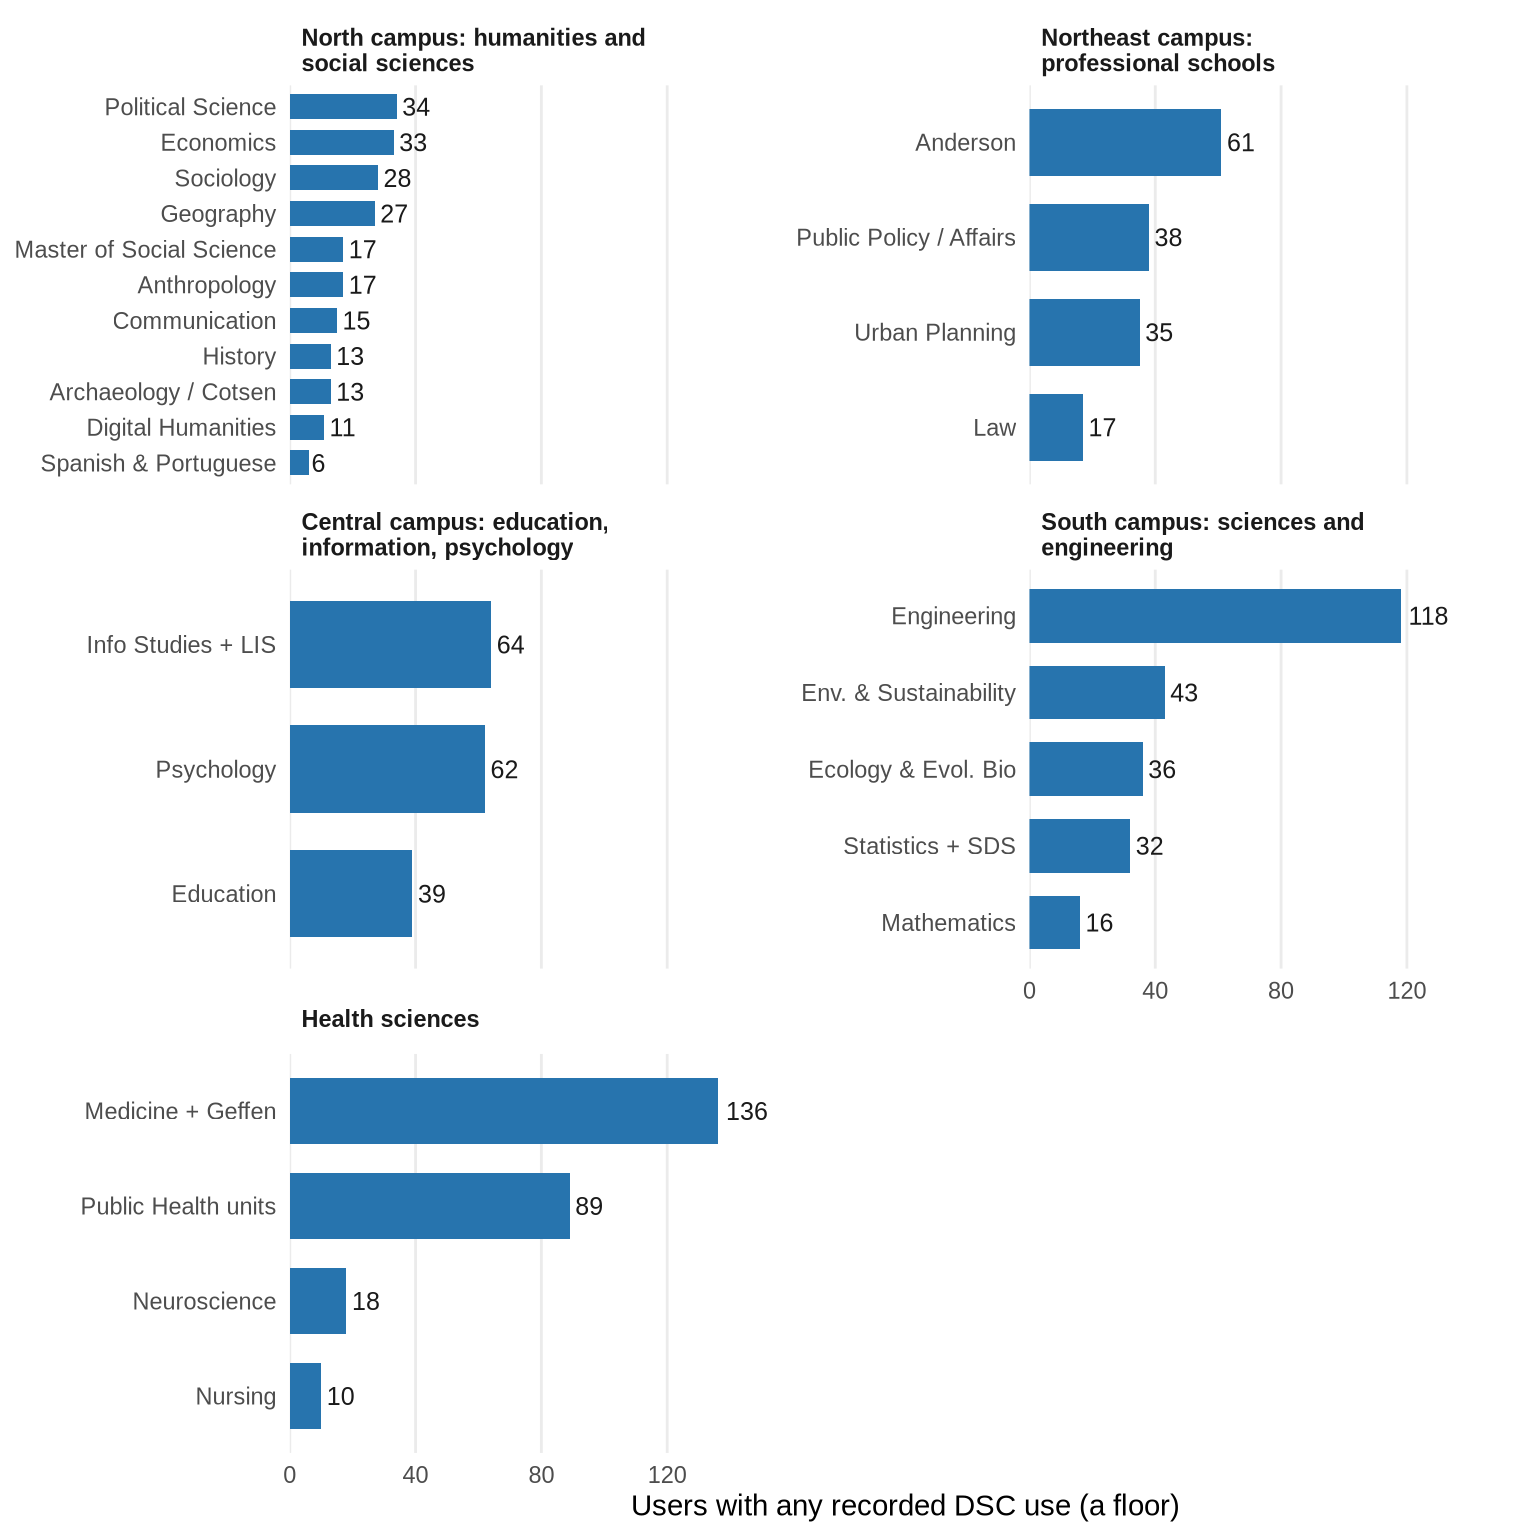 North campus: humanities and
social sciences
Political Science 34
Economics 33
Sociology 28
Geography 27
Master of Social Science 17
Anthropology 17
Communication 15
History 13
Archaeology / Cotsen 13
Digital Humanities 11
Spanish & Portuguese 6
Northeast campus:
professional schools
Anderson 61
Public Policy / Affairs 38
Urban Planning 35
Law 17
Central campus: education,
information, psychology
Info Studies + LIS 64
Psychology 62
Education 39
South campus: sciences and
engineering
Engineering 118
Env. & Sustainability 43
Ecology & Evol. Bio 36
Statistics + SDS 32
Mathematics 16
0 40 80 120
Health sciences
Medicine + Geffen 136
Public Health units 89
Neuroscience 18
Nursing 10
0 40 80 120
Users with any recorded DSC use (a floor)